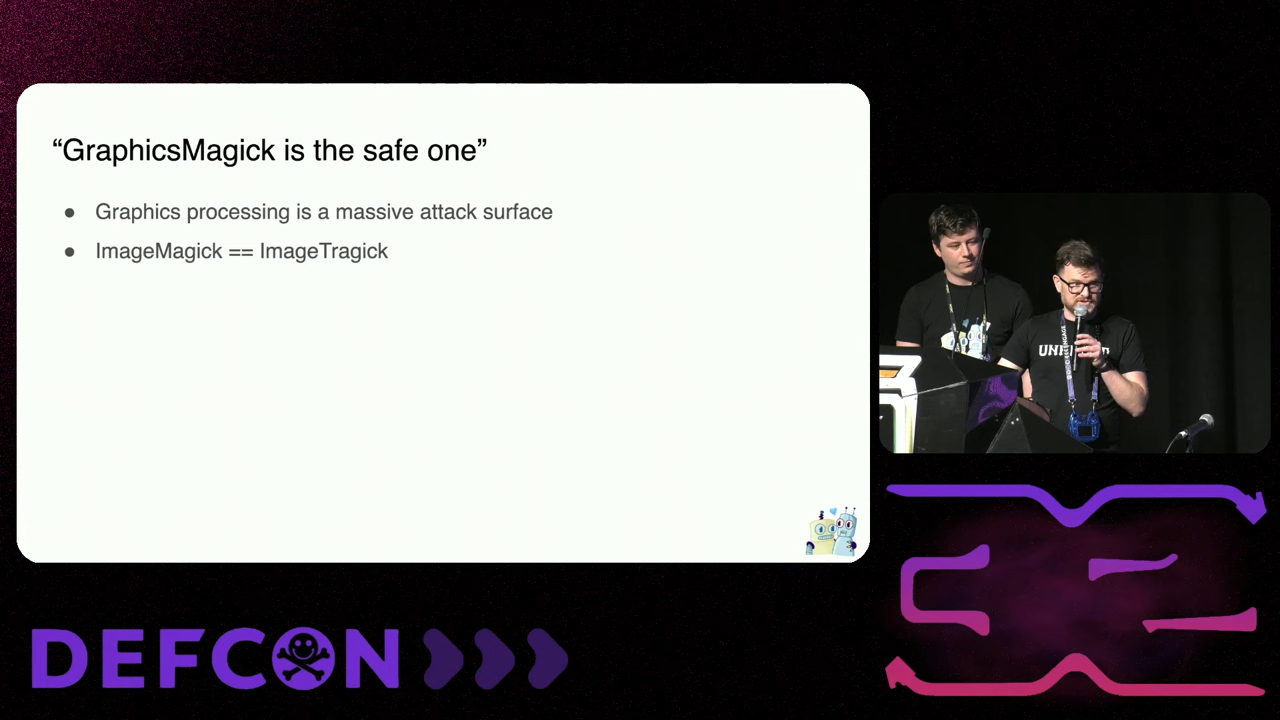 “GraphicsMagick is the safe one”
● Graphics processing is a massive attack surface
● ImageMagick == ImageTragick
DEFCON